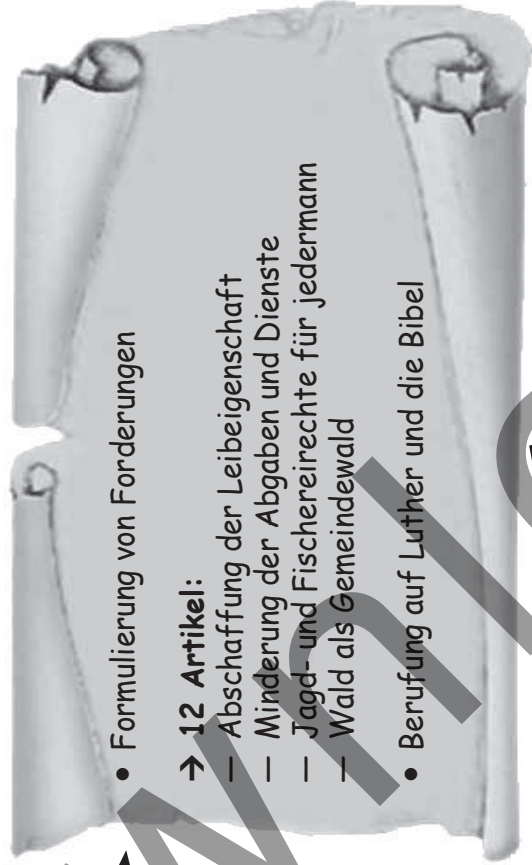 • Formulierung von Forderungen
→ 12 Artikel:
– Abschaffung der Leibeigenschaft
– Minderung der Abgaben und Dienste
– Jagd- und Fischereirechte für jedermann
– Wald als Gemeindewald
• Berufung auf Luther und die Bibel